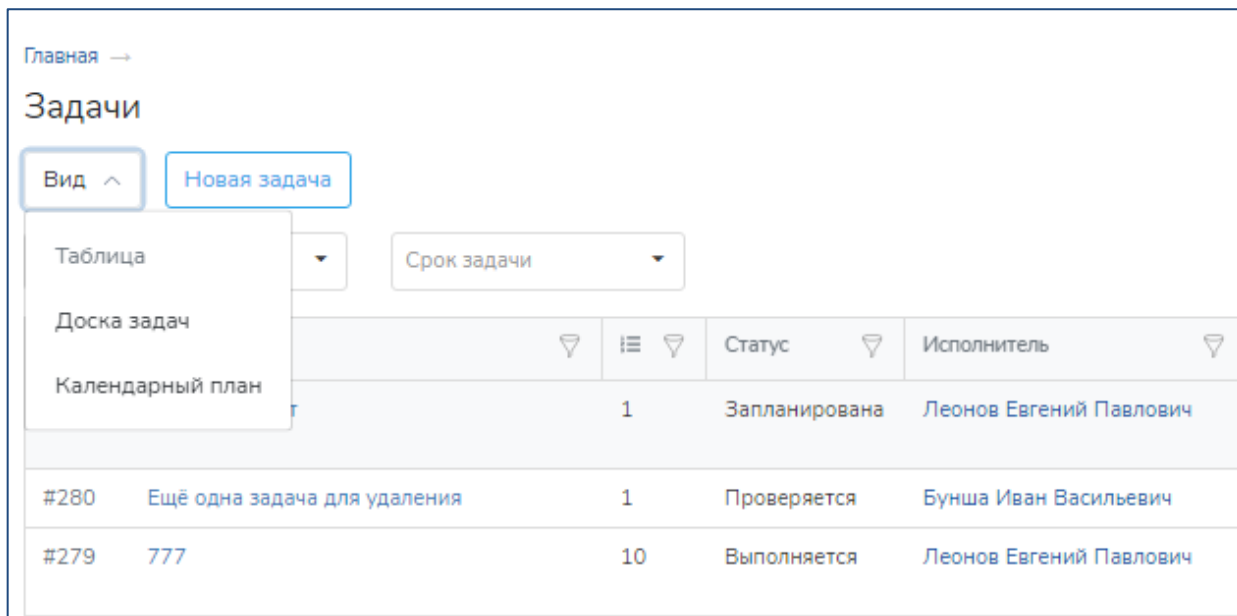 Главная →
Задачи
Вид Новая задача
Таблица Срок задачи
Доска задач
Статус Исполнитель
Календарный план
т 1 Запланирована Леонов Евгений Павлович
#280 Ещё одна задача для удаления 1 Проверяется Бунша Иван Васильевич
#279 777 10 Выполняется Леонов Евгений Павлович